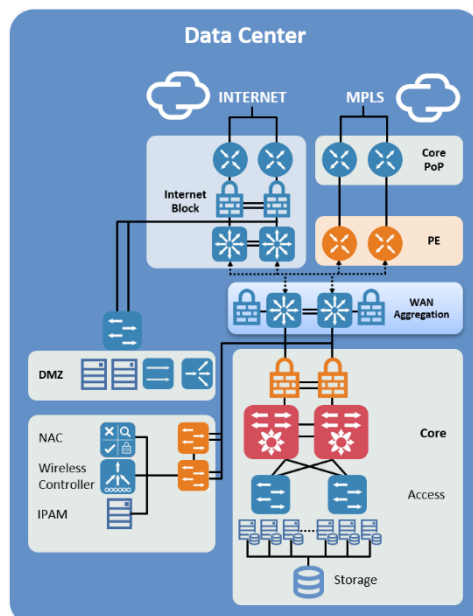 Data Center
INTERNET
MPLS
Core
PoP
Internet
Block
PE
WAN
Aggregation
DMZ
NAC
Wireless
Controller
IPAM
Core
Access
Storage